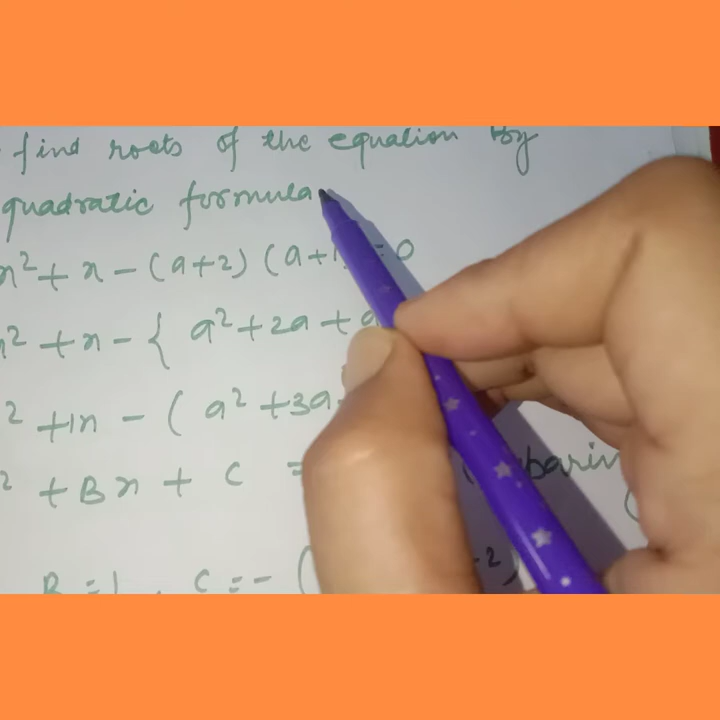 find roots of the equation by
quadratic formula
x² + x - (a+2) (a+1) = 0
x² + x - { a² + 2a + a
² + 1x - ( a² + 3a
² + Bx + C =
B = 1 , C = - ( -2)